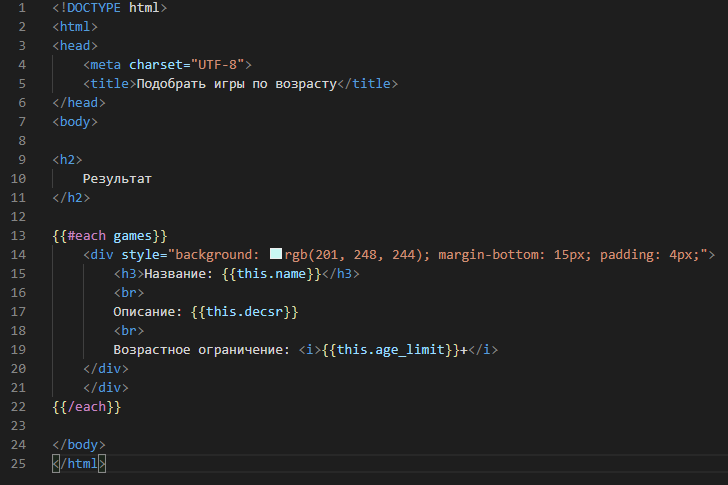 1 <!DOCTYPE html>
2 <html>
3 <head>
4 <meta charset="UTF-8">
5 <title>Подобрать игры по возрасту</title>
6 </head>
7 <body>
8
9 <h2>
10 Результат
11 </h2>
12
13 {{#each games}}
14 <div style="background: rgb(201, 248, 244); margin-bottom: 15px; padding: 4px;">
15 <h3>Название: {{this.name}}</h3>
16 <br>
17 Описание: {{this.decsr}}
18 <br>
19 Возрастное ограничение: <i>{{this.age_limit}}+</i>
20 </div>
21 </div>
22 {{/each}}
23
24 </body>
25 </html>